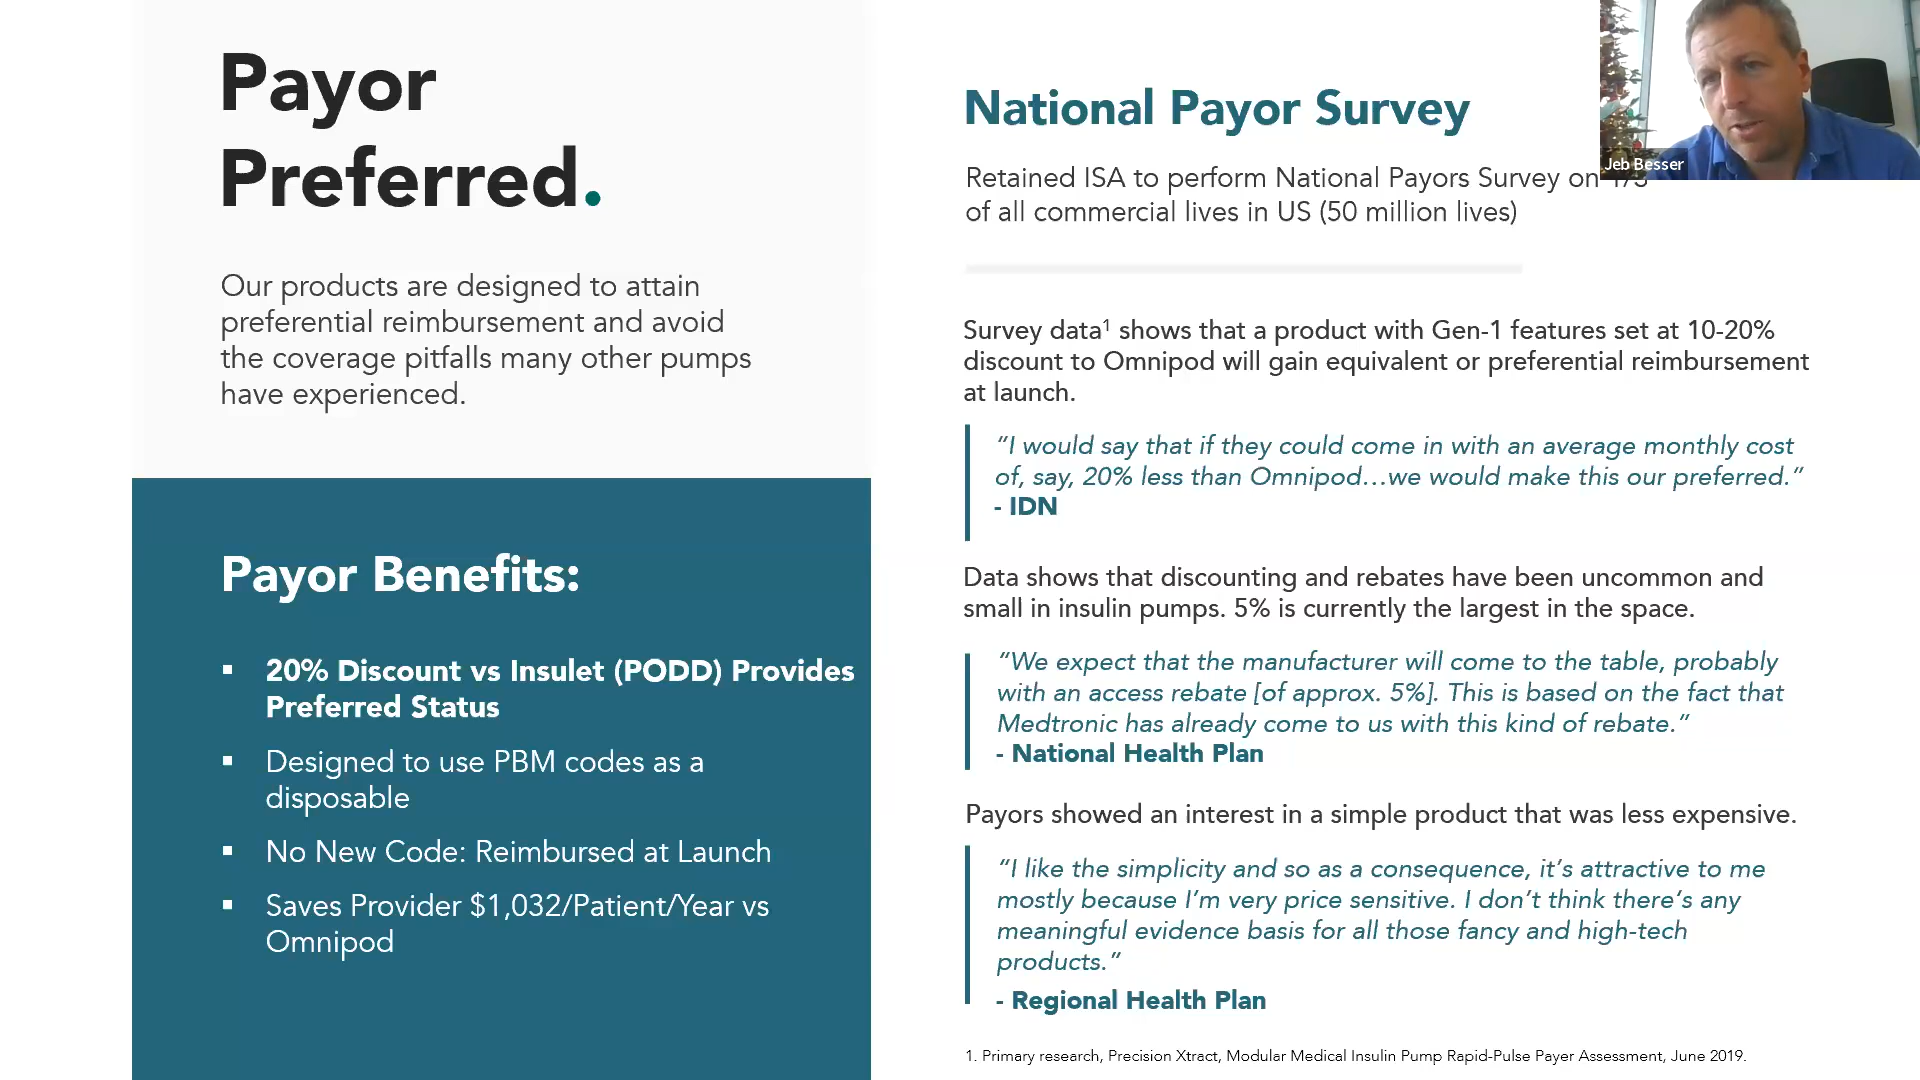 Payor
Preferred.
Our products are designed to attain
preferential reimbursement and avoid
the coverage pitfalls many other pumps
have experienced.
Payor Benefits:
▪ 20% Discount vs Insulet (PODD) Provides
Preferred Status
▪ Designed to use PBM codes as a
disposable
▪ No New Code: Reimbursed at Launch
▪ Saves Provider $1,032/Patient/Year vs
Omnipod
National Payor Survey
Retained ISA to perform National Payors Survey on 1/3
of all commercial lives in US (50 million lives)
Survey data¹ shows that a product with Gen-1 features set at 10-20%
discount to Omnipod will gain equivalent or preferential reimbursement
at launch.
“I would say that if they could come in with an average monthly cost
of, say, 20% less than Omnipod…we would make this our preferred.”
- IDN
Data shows that discounting and rebates have been uncommon and
small in insulin pumps. 5% is currently the largest in the space.
“We expect that the manufacturer will come to the table, probably
with an access rebate [of approx. 5%]. This is based on the fact that
Medtronic has already come to us with this kind of rebate.”
- National Health Plan
Payors showed an interest in a simple product that was less expensive.
“I like the simplicity and so as a consequence, it’s attractive to me
mostly because I’m very price sensitive. I don’t think there’s any
meaningful evidence basis for all those fancy and high-tech
products.”
- Regional Health Plan
1. Primary research, Precision Xtract, Modular Medical Insulin Pump Rapid-Pulse Payer Assessment, June 2019.
Jeb Besser